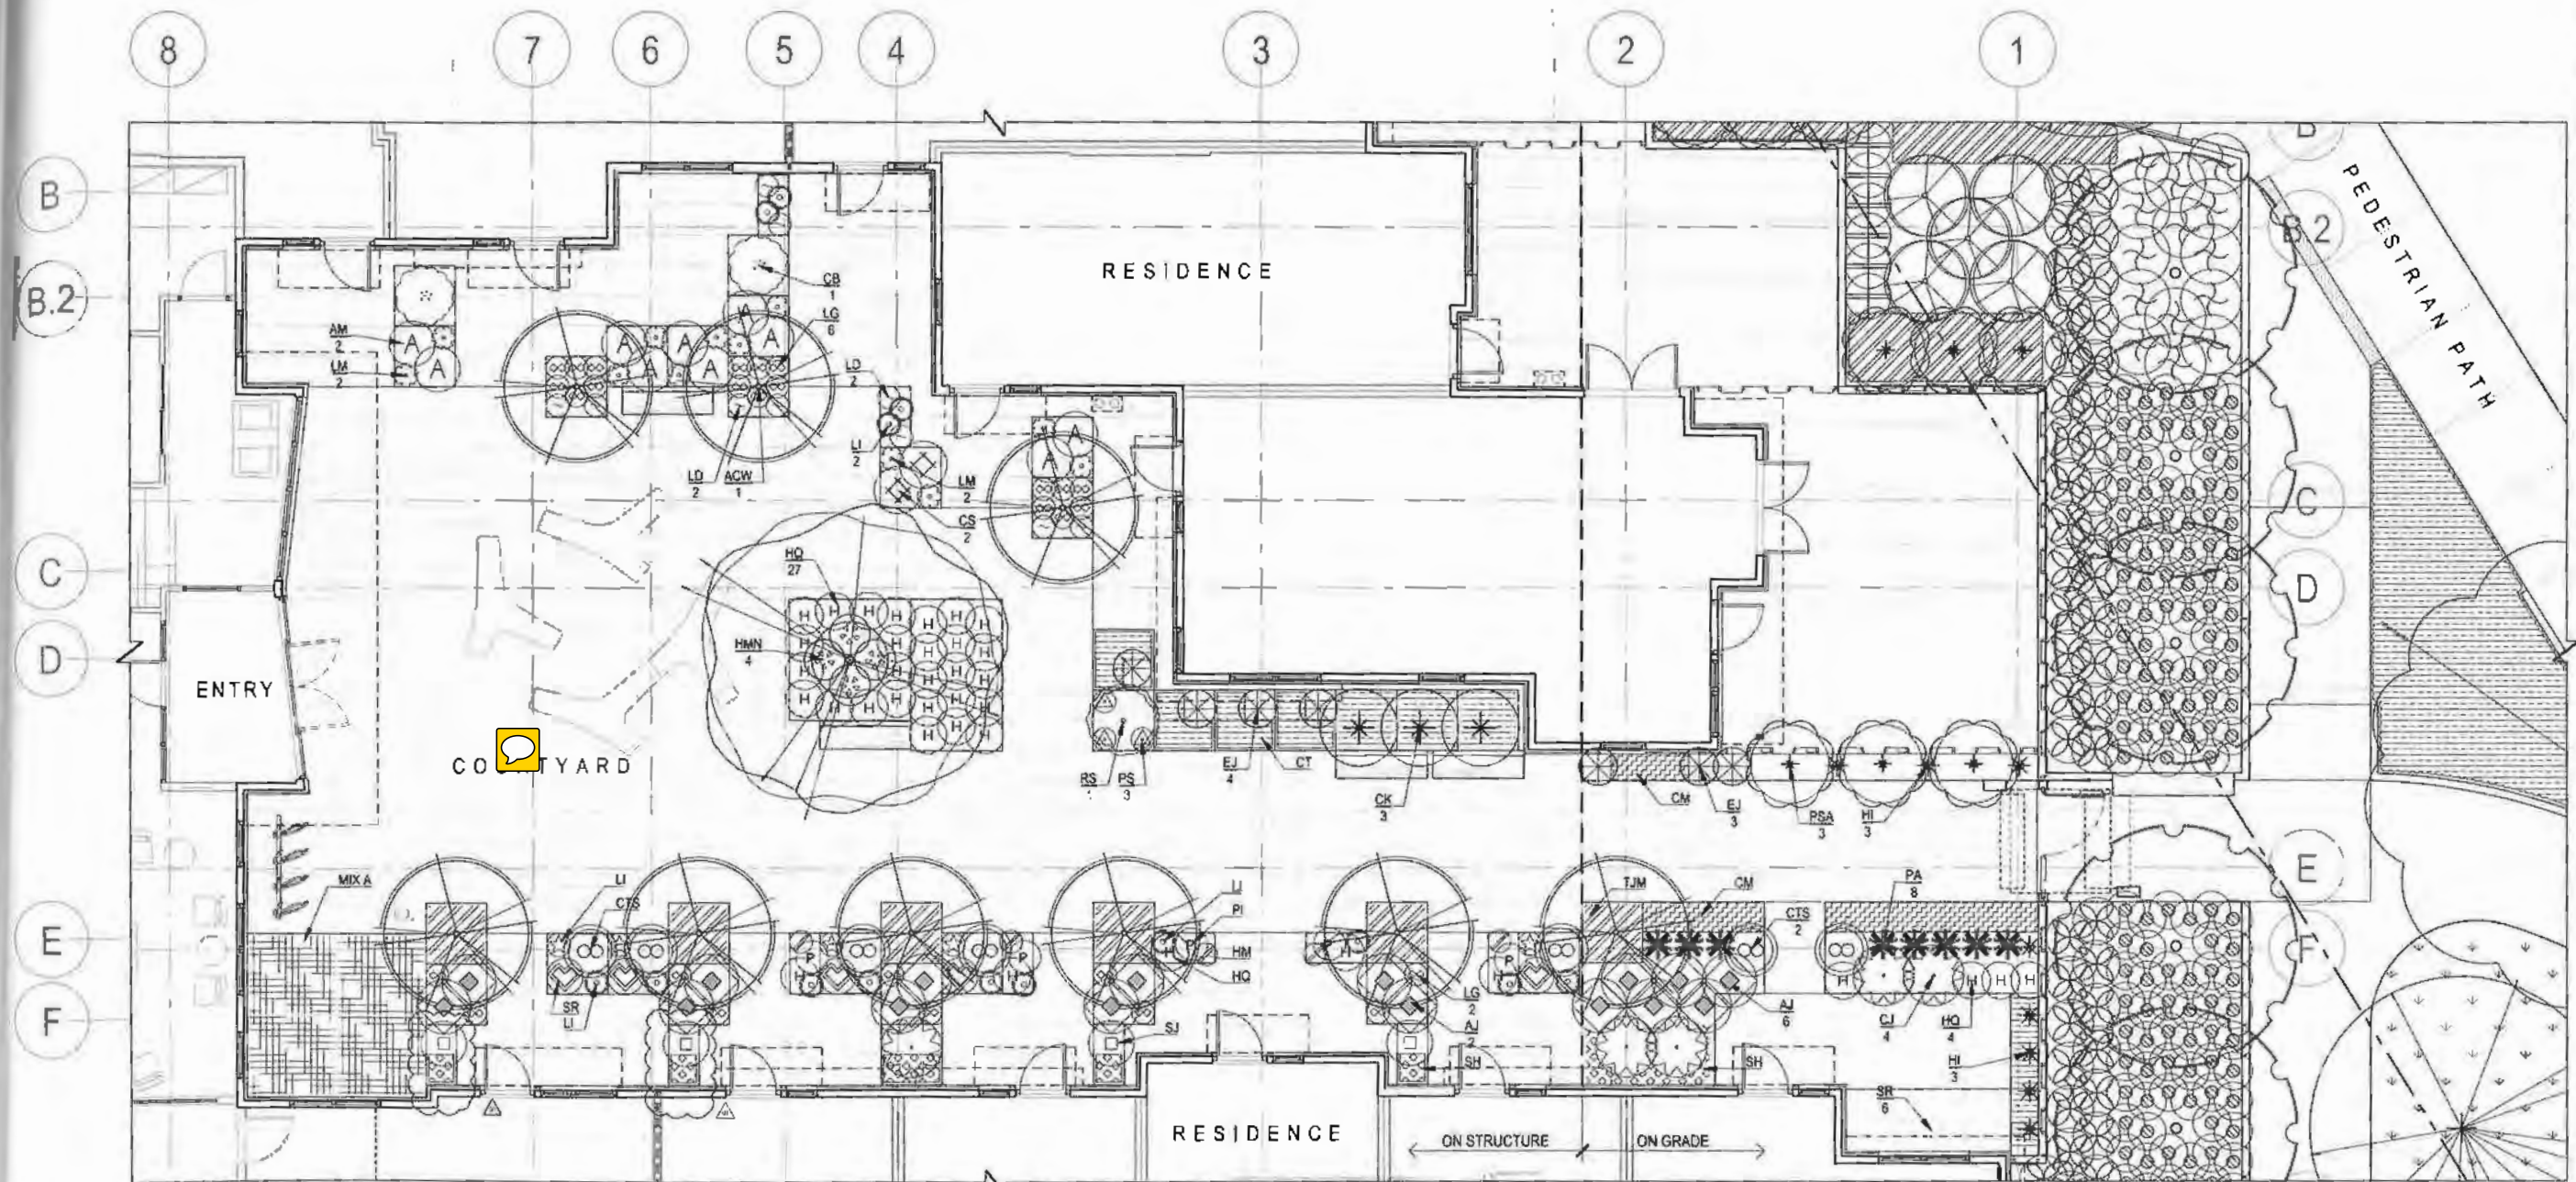 8 7 6 5 4 3 2 1
B
B
B.2
B.2
PEDESTRIAN PATH
RESIDENCE
CB
1
LG
6
AM
2
LM
2
A
A
A
A
A
A
A
A
A
A
A
LD
2
LI
2
LD
2
ACW
1
LM
2
CS
2
C
C
HQ
27
D
D
HMN
4
H H H H H H H H H H H H H H H H H H H H H H H H H H H
ENTRY
COURTYARD
RS
PS
3
EJ
4
CT
CK
3
CM
EJ
3
PSA
3
HI
3
E
E
MIX A
LI
CTS
LI
PI
HM
HQ
TJM
CM
CTS
2
PA
8
F
F
P P P
H H H H H H
SR
LI
SJ
LG
2
AJ
2
SH
AJ
6
SH
CJ
4
HQ
4
HI
3
SR
6
RESIDENCE
ON STRUCTURE ON GRADE